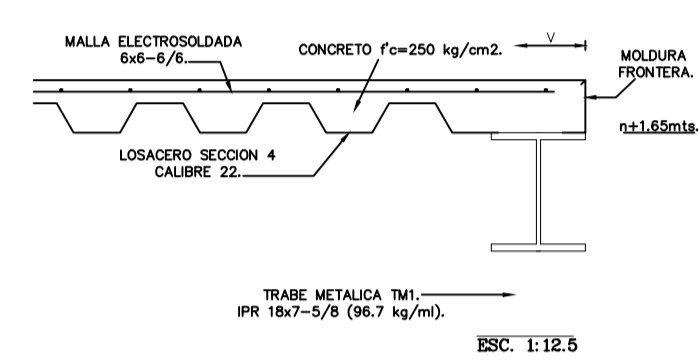 MALLA ELECTROSOLDADA
6x6-6/6.
CONCRETO f'c=250 kg/cm2.
V
MOLDURA
FRONTERA.
n+1.65mts.
LOSACERO SECCION 4
CALIBRE 22.
TRABE METALICA TM1.
IPR 18x7-5/8 (96.7 kg/ml).
ESC. 1:12.5